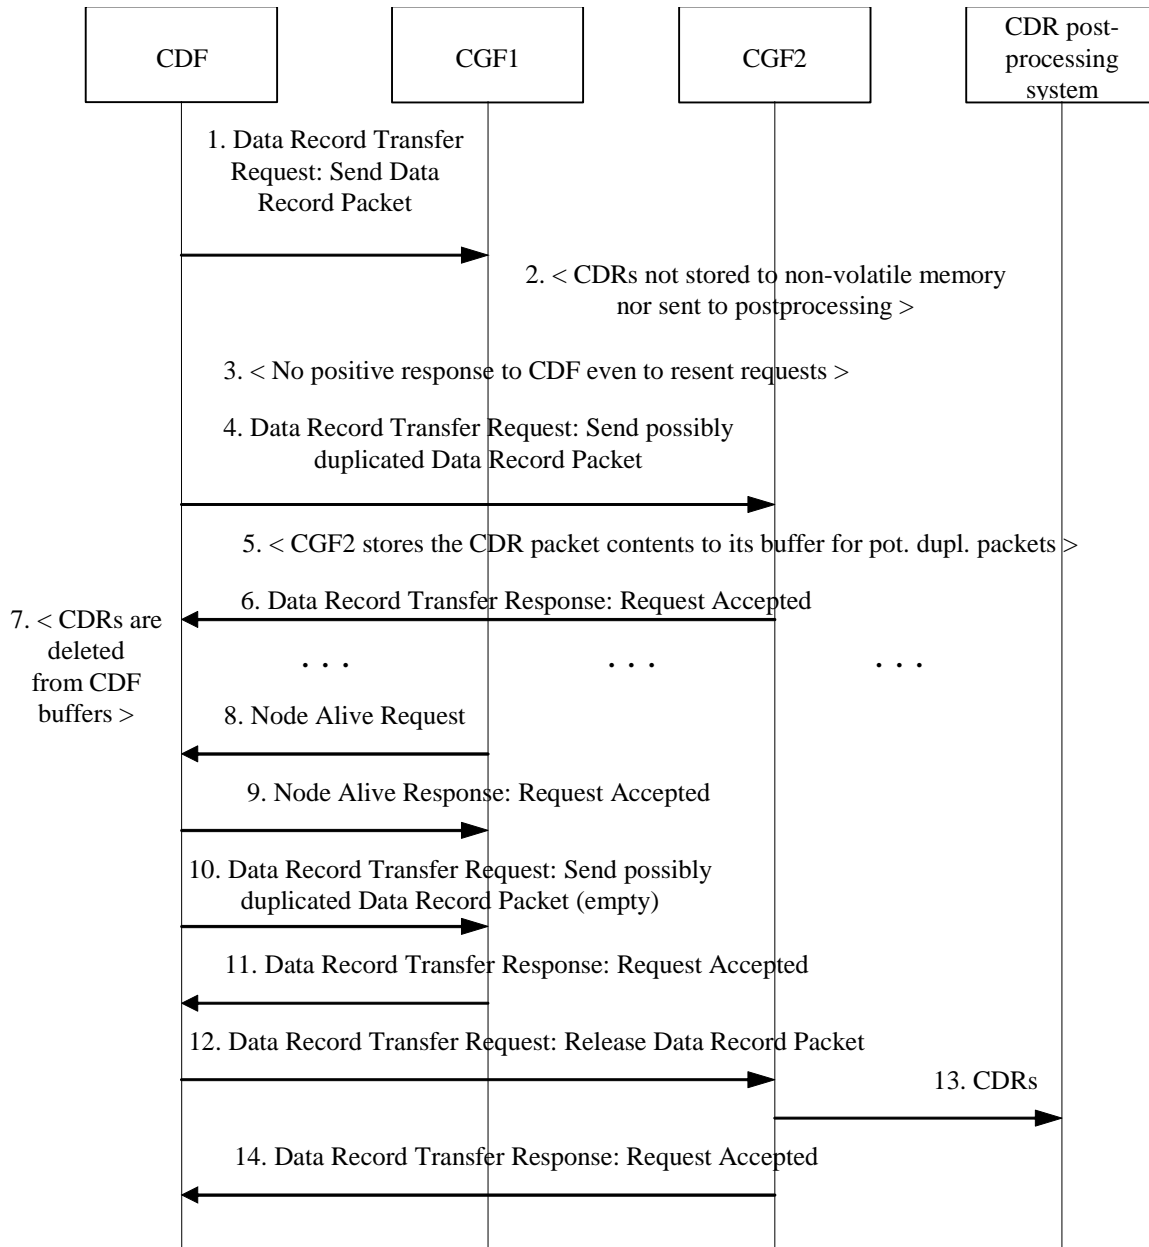 CDF
CGF1
CGF2
CDR post-
processing
system
1. Data Record Transfer
Request: Send Data
Record Packet
2. < CDRs not stored to non-volatile memory
nor sent to postprocessing >
3. < No positive response to CDF even to resent requests >
4. Data Record Transfer Request: Send possibly
duplicated Data Record Packet
5. < CGF2 stores the CDR packet contents to its buffer for pot. dupl. packets >
6. Data Record Transfer Response: Request Accepted
7. < CDRs are
deleted
from CDF
buffers >
. . .
. . .
. . .
8. Node Alive Request
9. Node Alive Response: Request Accepted
10. Data Record Transfer Request: Send possibly
duplicated Data Record Packet (empty)
11. Data Record Transfer Response: Request Accepted
12. Data Record Transfer Request: Release Data Record Packet
13. CDRs
14. Data Record Transfer Response: Request Accepted